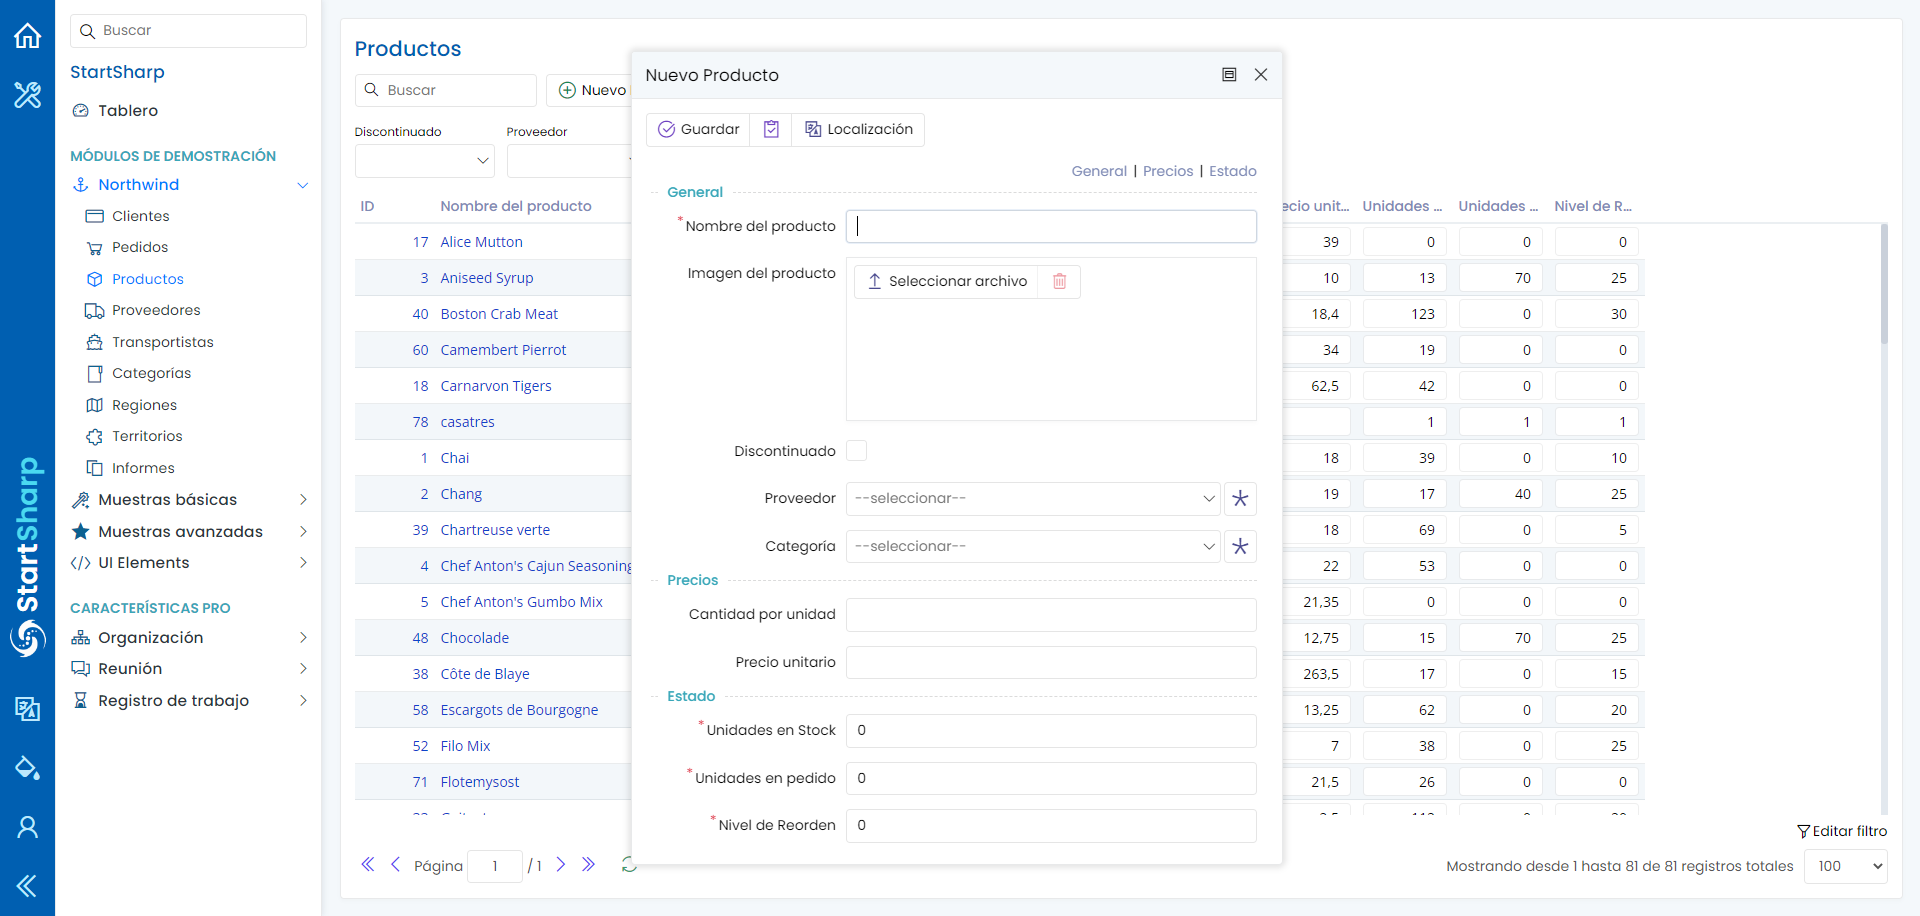 StartSharp
Buscar
StartSharp
Tablero
MÓDULOS DE DEMOSTRACIÓN
Northwind
Clientes
Pedidos
Productos
Proveedores
Transportistas
Categorías
Regiones
Territorios
Informes
Muestras básicas
Muestras avanzadas
UI Elements
CARACTERÍSTICAS PRO
Organización
Reunión
Registro de trabajo
Productos
Buscar
Nuevo
Discontinuado Proveedor
ID Nombre del producto ecio unit... Unidades ... Unidades ... Nivel de R...
17 Alice Mutton 39 0 0 0
3 Aniseed Syrup 10 13 70 25
40 Boston Crab Meat 18,4 123 0 30
60 Camembert Pierrot 34 19 0 0
18 Carnarvon Tigers 62,5 42 0 0
78 casatres 1 1 1
1 Chai 18 39 0 10
2 Chang 19 17 40 25
39 Chartreuse verte 18 69 0 5
4 Chef Anton's Cajun Seasoning 22 53 0 0
5 Chef Anton's Gumbo Mix 21,35 0 0 0
48 Chocolade 12,75 15 70 25
38 Côte de Blaye 263,5 17 0 15
58 Escargots de Bourgogne 13,25 62 0 20
52 Filo Mix 7 38 0 25
71 Flotemysost 21,5 26 0 0
Editar filtro
Página 1 / 1
Mostrando desde 1 hasta 81 de 81 registros totales 100
Nuevo Producto
Guardar Localización
General | Precios | Estado
General
*Nombre del producto
Imagen del producto Seleccionar archivo
Discontinuado
Proveedor --seleccionar--
Categoría --seleccionar--
Precios
Cantidad por unidad
Precio unitario
Estado
*Unidades en Stock 0
*Unidades en pedido 0
*Nivel de Reorden 0